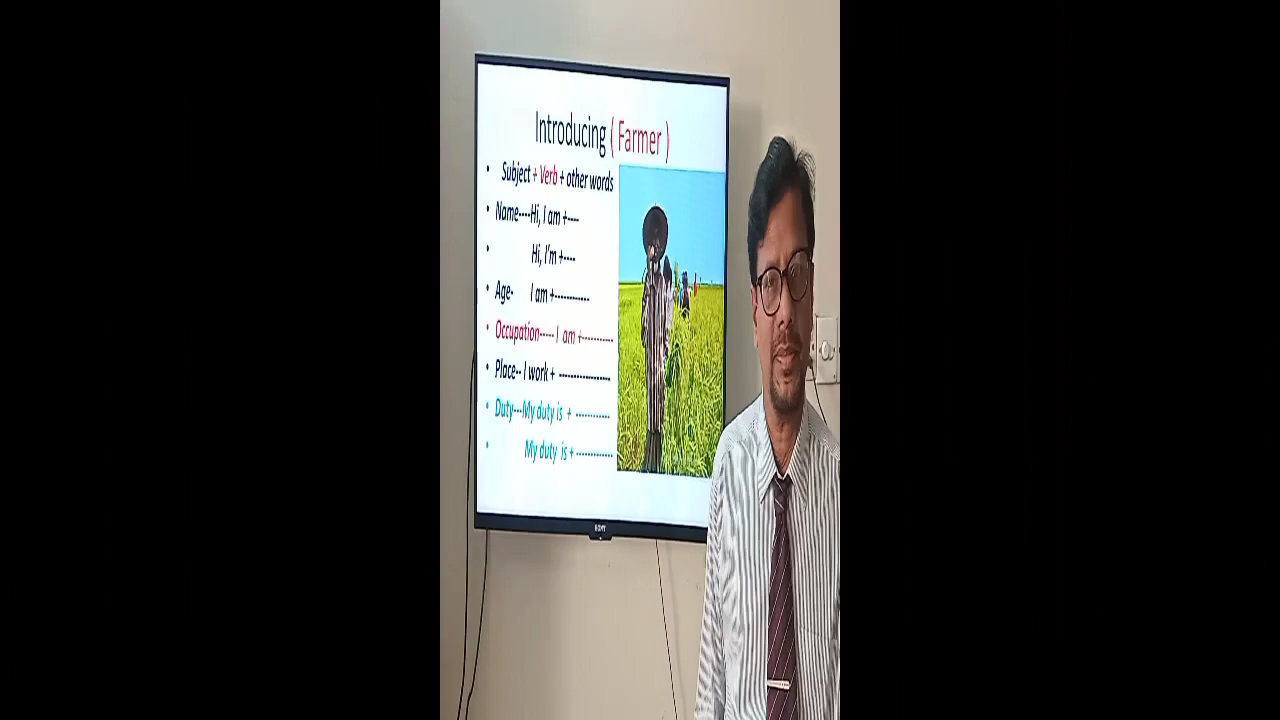 Introducing ( Farmer )
• Subject + Verb + other words
• Name----Hi, I am +----
• Hi, I'm +----
• Age- I am +-----------
• Occupation----- I am +----------
• Place-- I work + -----------------
• Duty---My duty is + -----------
• My duty is + ------------
SONY